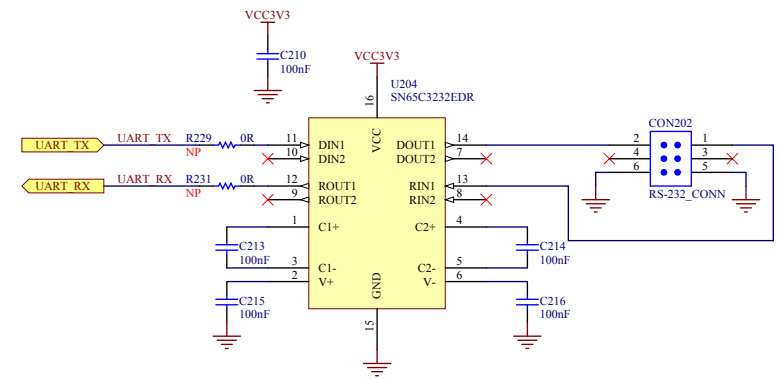 VCC3V3
C210
100nF
VCC3V3
U204
SN65C3232EDR
16
VCC
UART_TX
UART_TX
R229
0R
NP
11
DIN1
DOUT1
14
10
DIN2
DOUT2
7
UART_RX
UART_RX
R231
0R
NP
12
ROUT1
RIN1
13
9
ROUT2
RIN2
8
1
C1+
C2+
4
C213
100nF
C214
100nF
3
C1-
C2-
5
2
V+
V-
6
C215
100nF
C216
100nF
GND
15
CON202
2
1
4
3
6
5
RS-232_CONN